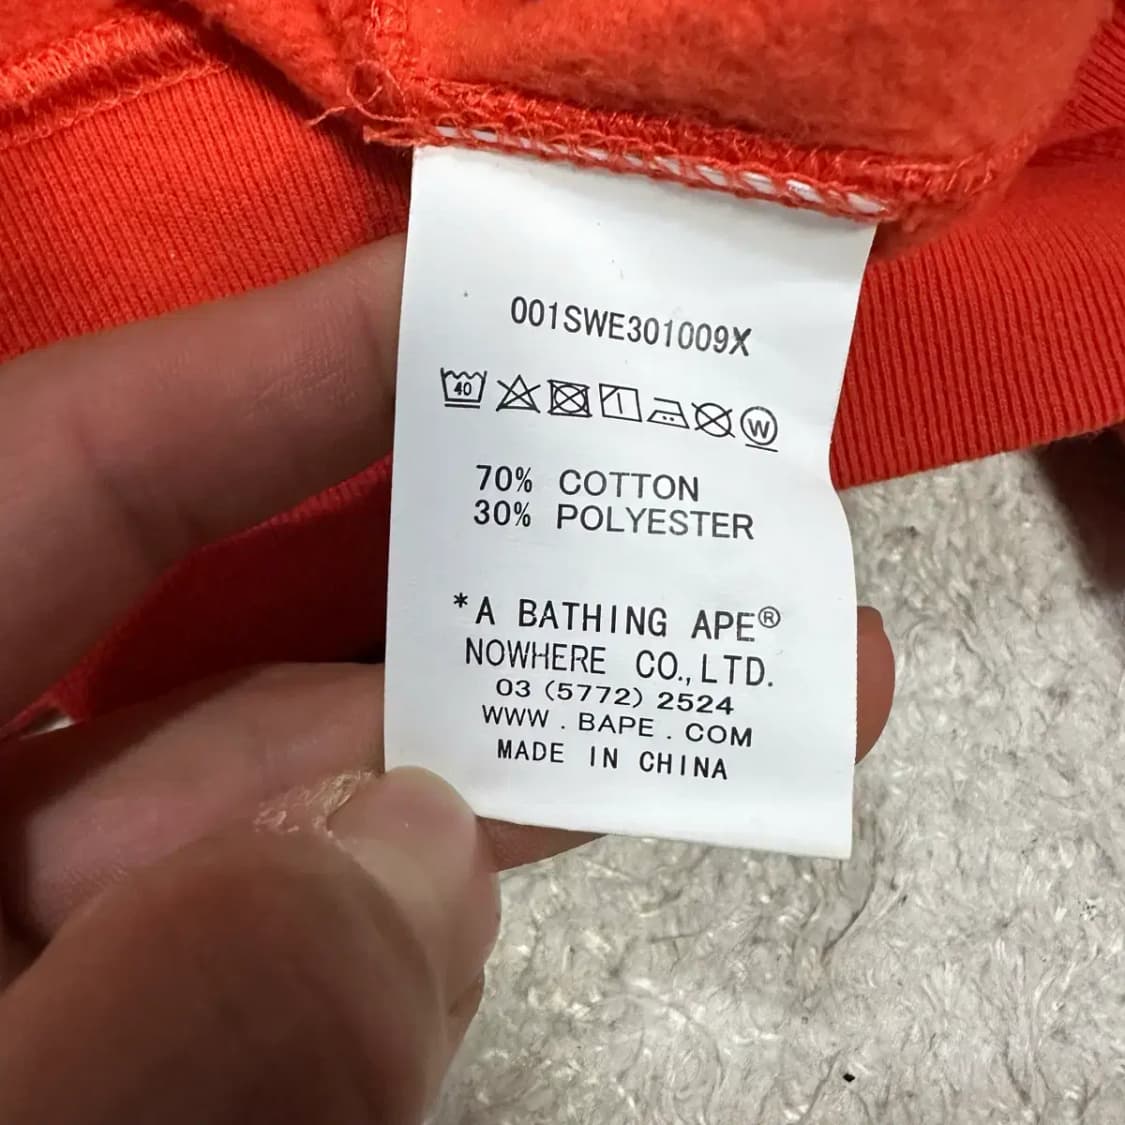 001SWE301009X
40 W
70% COTTON
30% POLYESTER
*A BATHING APE®
NOWHERE CO.,LTD.
03 (5772) 2524
WWW . BAPE . COM
MADE IN CHINA